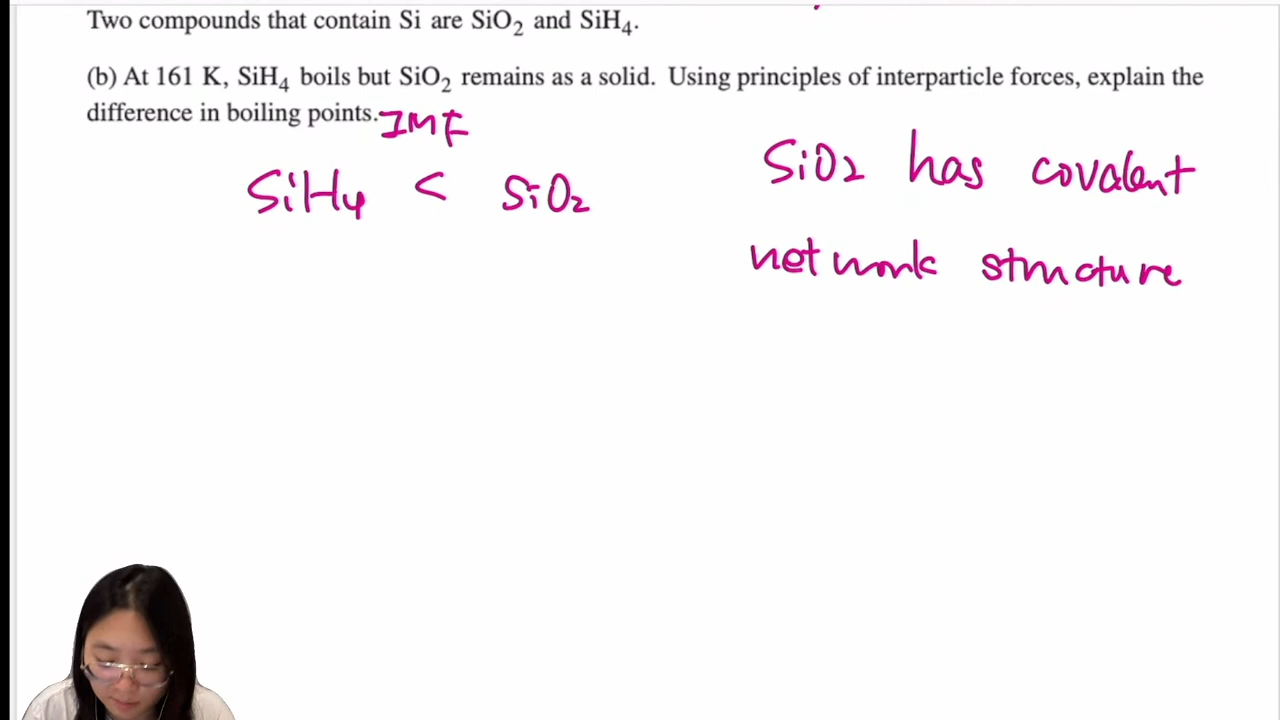 Two compounds that contain Si are SiO₂ and SiH₄.
(b) At 161 K, SiH₄ boils but SiO₂ remains as a solid. Using principles of interparticle forces, explain the
difference in boiling points.
IMF
SiH₄ < SiO₂
SiO₂ has covalent
network structure